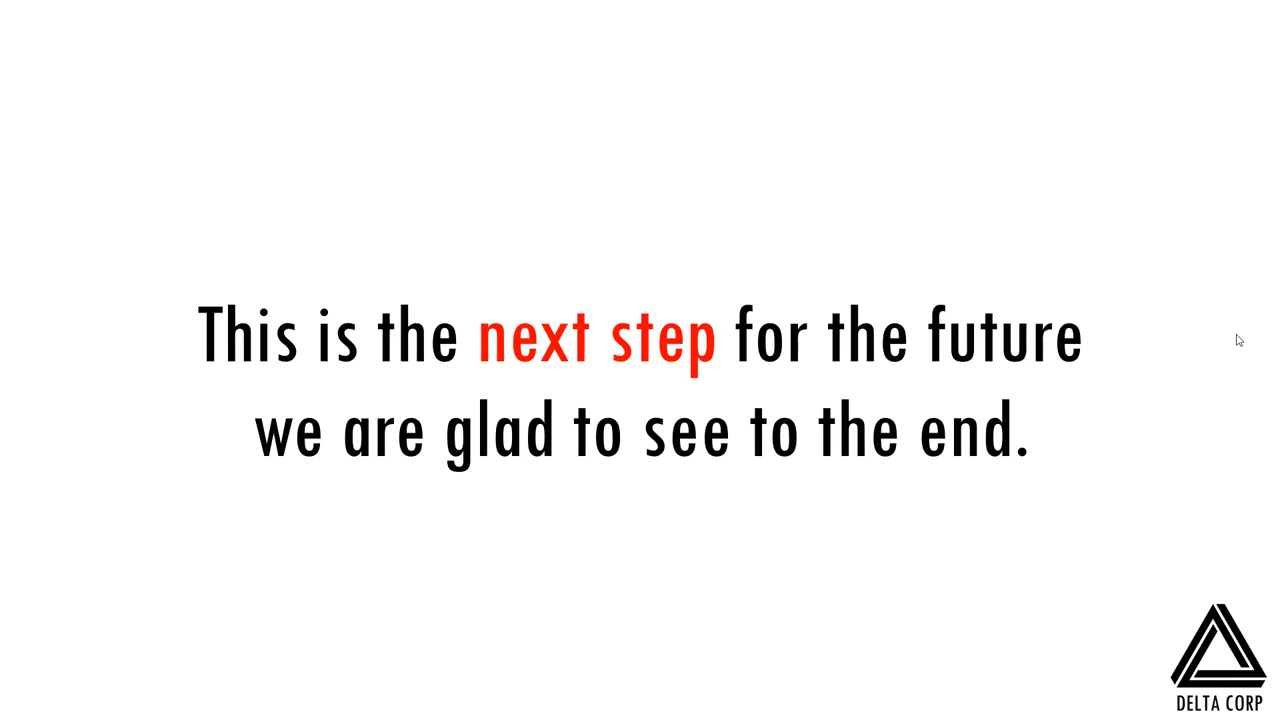 This is the next step for the future
we are glad to see to the end.
DELTA CORP